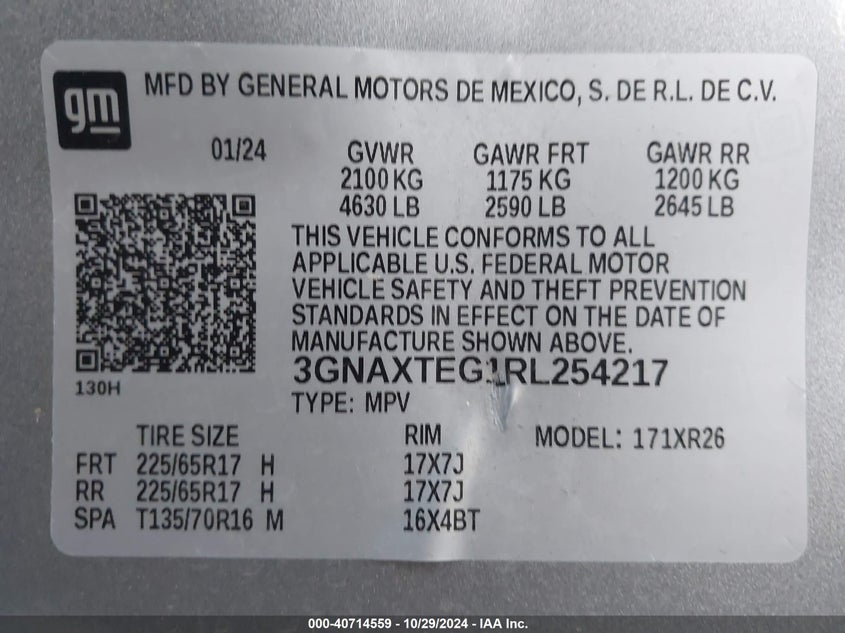 gm
MFD BY GENERAL MOTORS DE MEXICO, S. DE R.L. DE C.V.
01/24 GVWR GAWR FRT GAWR RR
2100 KG 1175 KG 1200 KG
4630 LB 2590 LB 2645 LB
THIS VEHICLE CONFORMS TO ALL
APPLICABLE U.S. FEDERAL MOTOR
VEHICLE SAFETY AND THEFT PREVENTION
STANDARDS IN EFFECT ON THE DATE OF
MANUFACTURE SHOWN ABOVE.
3GNAXTEG1RL254217
130H
TYPE: MPV
TIRE SIZE RIM MODEL: 171XR26
FRT 225/65R17 H 17X7J
RR 225/65R17 H 17X7J
SPA T135/70R16 M 16X4BT
000-40714559 - 10/29/2024 - IAA Inc.